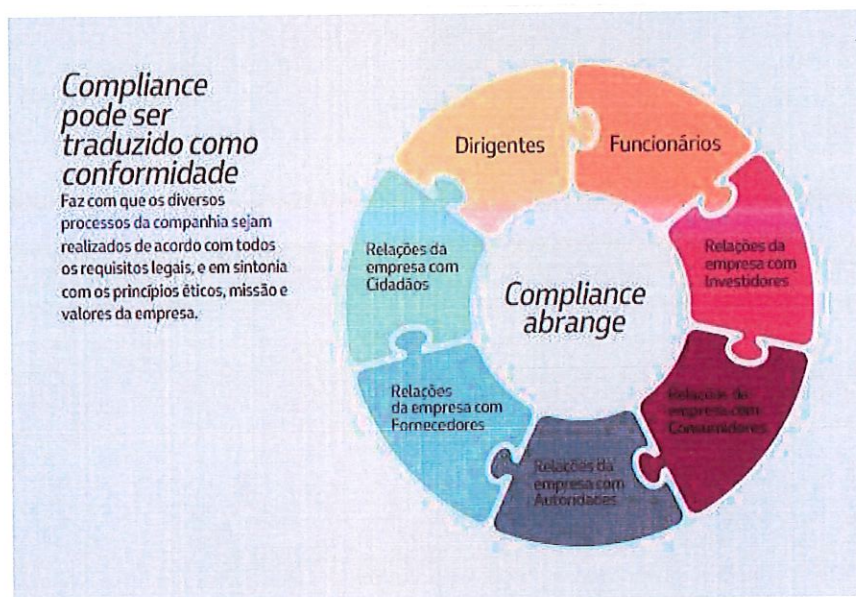 Compliance
pode ser
traduzido como
conformidade
Faz com que os diversos
processos da companhia sejam
realizados de acordo com todos
os requisitos legais, e em sintonia
com os princípios éticos, missão e
valores da empresa.
Dirigentes
Funcionários
Relações da
empresa com
Investidores
Relações da
empresa com
Consumidores
Relações da
empresa com
Autoridades
Relações
da empresa com
Fornecedores
Relações da
empresa com
Cidadãos
Compliance
abrange